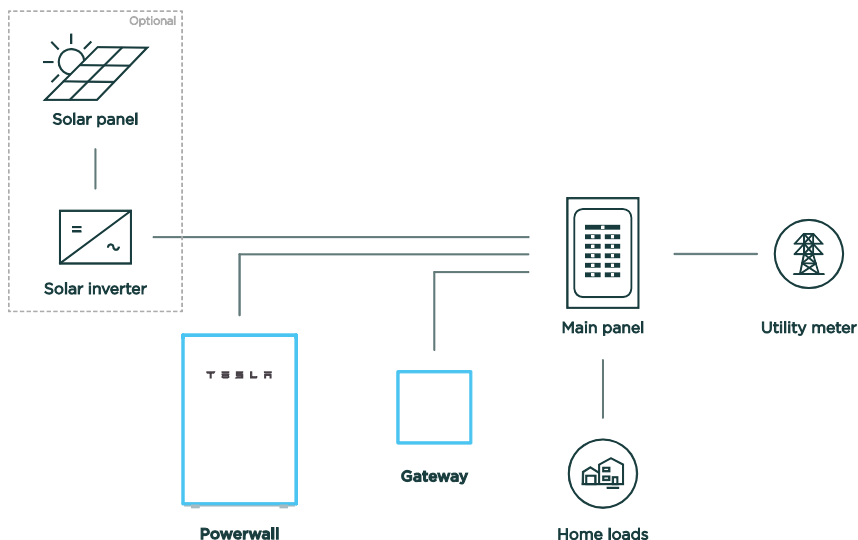 Optional
Solar panel
Solar inverter
TESLA
Powerwall
Gateway
Main panel
Home loads
Utility meter